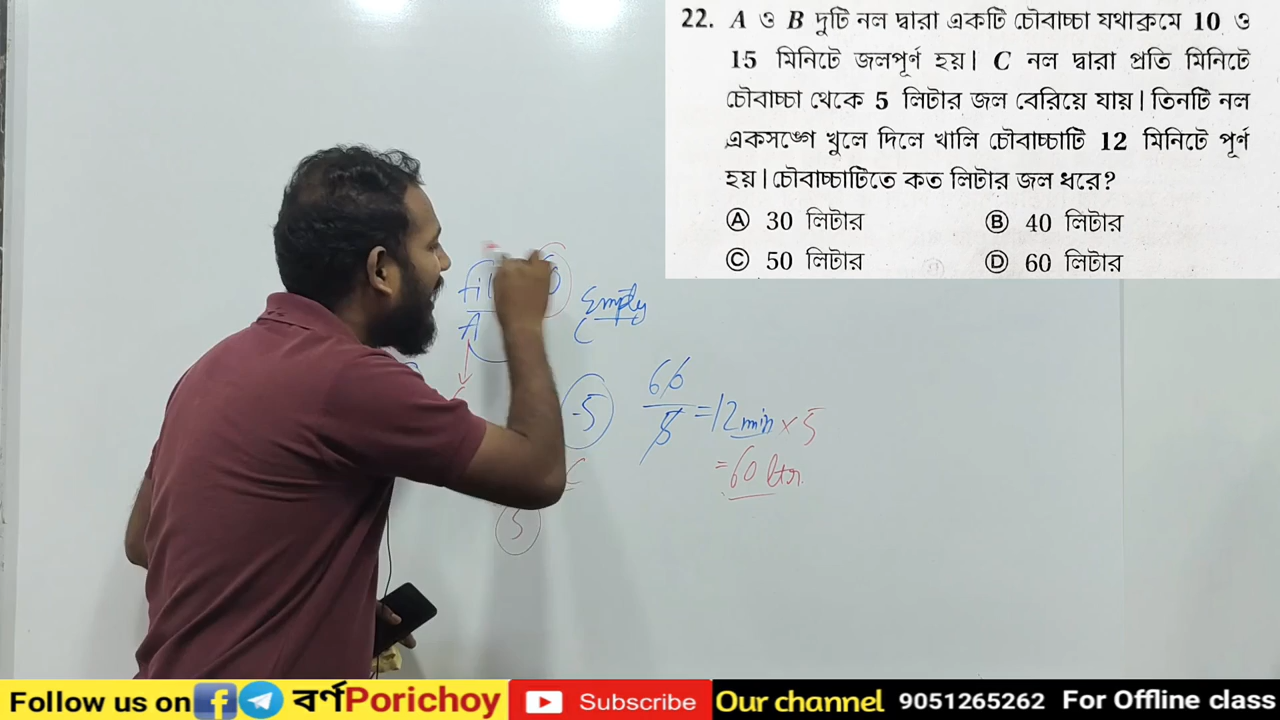 22. A ও B দুটি নল দ্বারা একটি চৌবাচ্চা যথাক্রমে 10 ও
15 মিনিটে জলপূর্ণ হয়। C নল দ্বারা প্রতি মিনিটে
চৌবাচ্চা থেকে 5 লিটার জল বেরিয়ে যায়। তিনটি নল
একসঙ্গে খুলে দিলে খালি চৌবাচ্চাটি 12 মিনিটে পূর্ণ
হয়। চৌবাচ্চাটিতে কত লিটার জল ধরে?
A 30 লিটার B 40 লিটার
C 50 লিটার D 60 লিটার
Empty
A C
-5 60/5 =12 min × 5
=60 ltr.
C
5
Follow us on বর্ণPorichoy Subscribe Our channel 9051265262 For Offline class